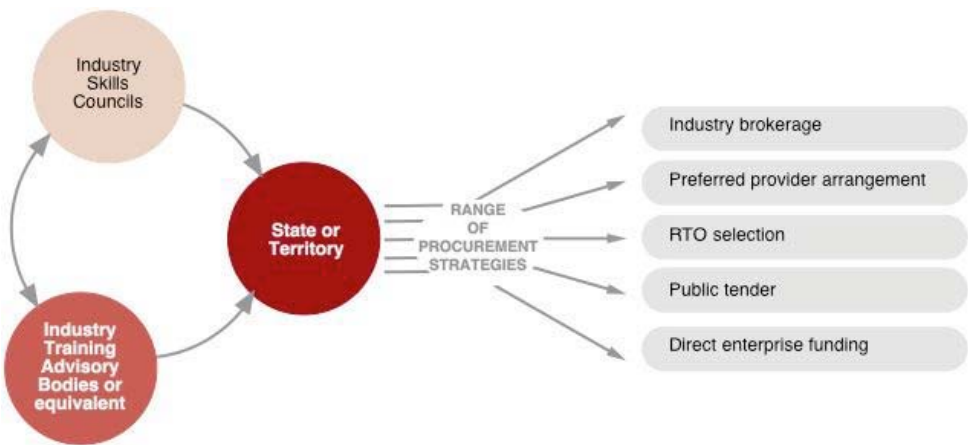 Industry
Skills
Councils
Industry
Training
Advisory
Bodies or
equivalent
State or
Territory
RANGE
OF
PROCUREMENT
STRATEGIES
Industry brokerage
Preferred provider arrangement
RTO selection
Public tender
Direct enterprise funding